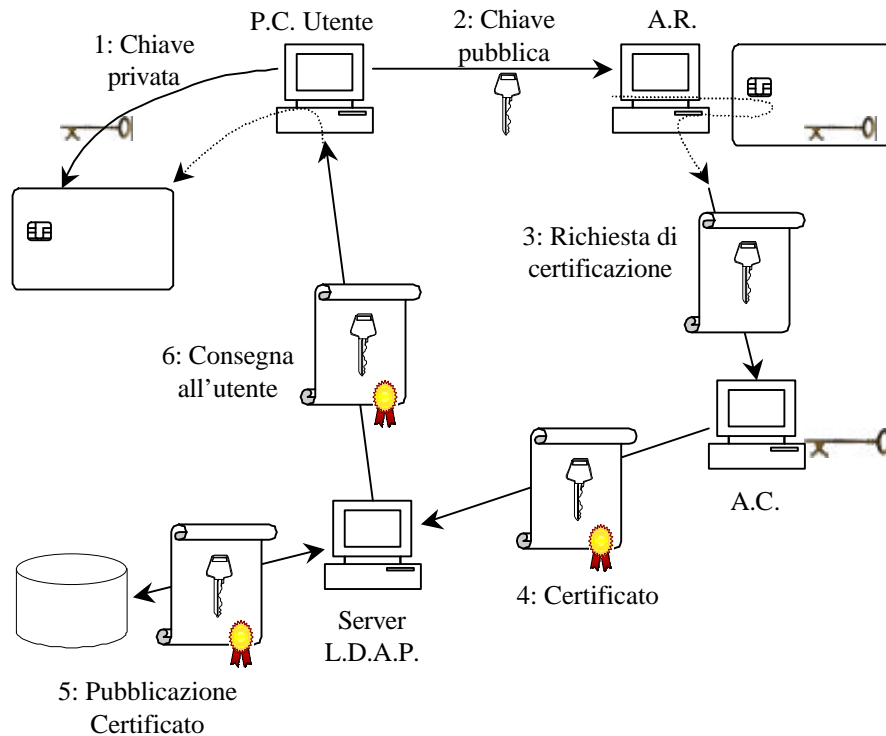 P.C. Utente
1: Chiave
privata
2: Chiave
pubblica
A.R.
3: Richiesta di
certificazione
6: Consegna
all’utente
A.C.
4: Certificato
Server
L.D.A.P.
5: Pubblicazione
Certificato